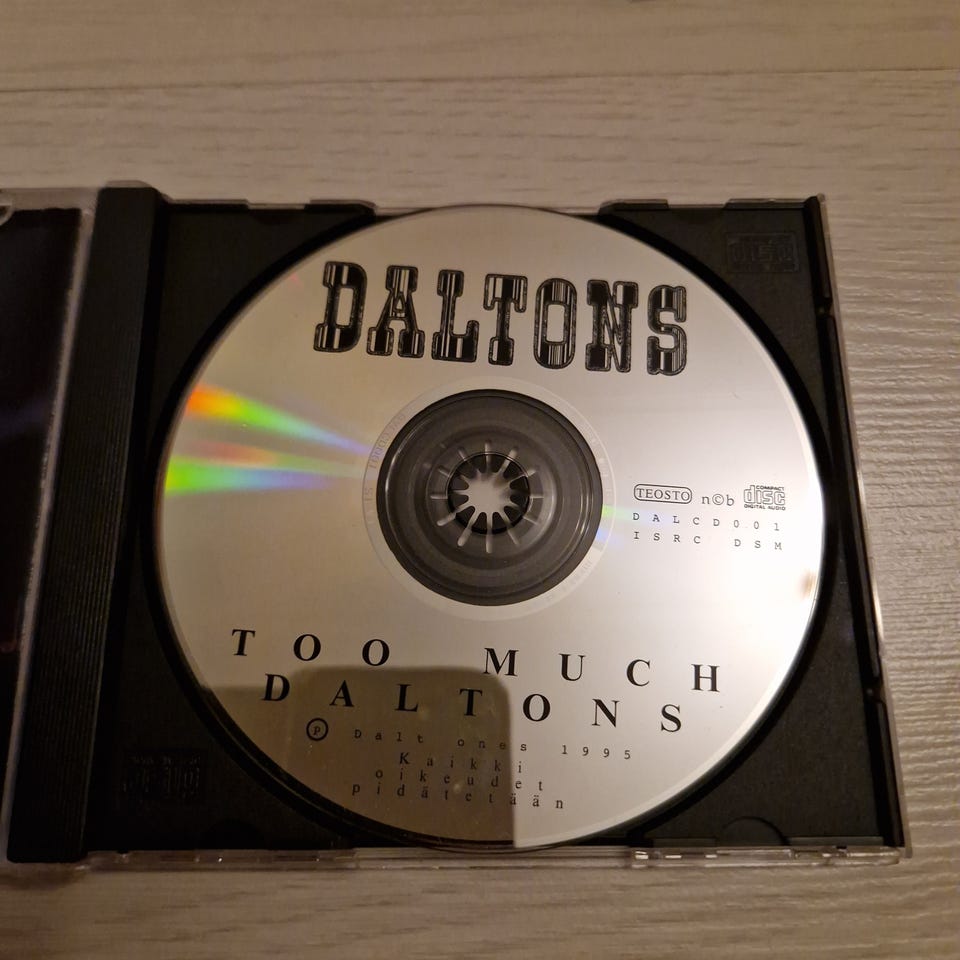 DALTONS
TEOSTO n©b COMPACT disc DIGITAL AUDIO
DALCD001
ISRC DSM
TOO MUCH
DALTONS
Ⓟ Dalt ones 1995
Kaikki
oikeudet
pidätetään